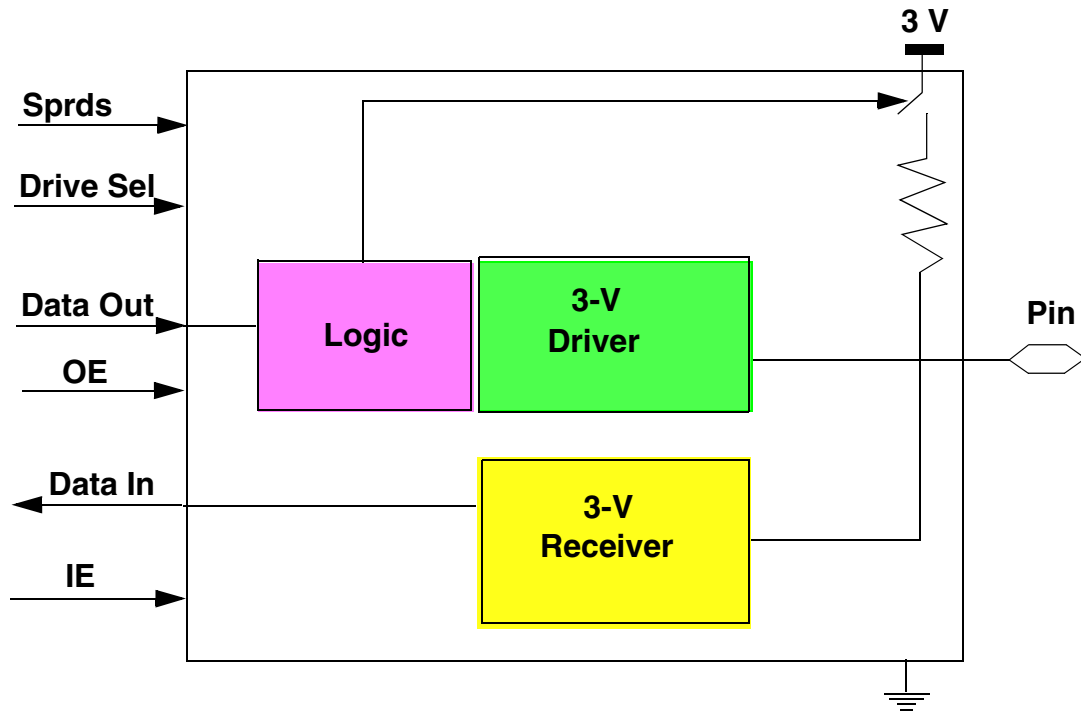 3 V
Sprds
Drive Sel
Data Out
OE
Data In
IE
Logic
3-V
Driver
3-V
Receiver
Pin